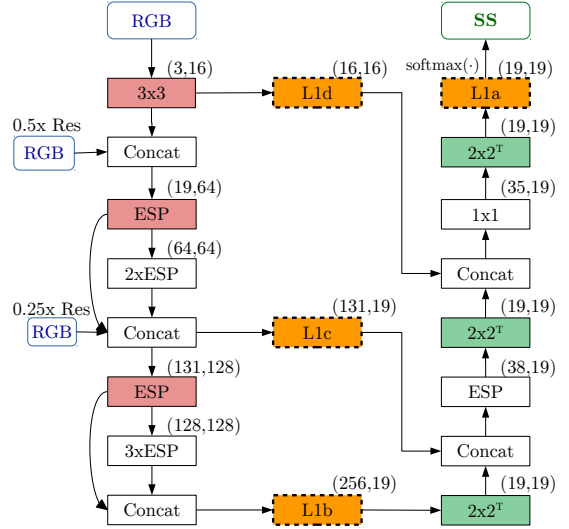 RGB
(3,16)
3x3
0.5x Res
RGB
Concat
(19,64)
ESP
(64,64)
2xESP
0.25x Res
RGB
Concat
(131,128)
ESP
(128,128)
3xESP
Concat
(16,16)
L1d
(131,19)
L1c
(256,19)
L1b
SS
softmax(·)
(19,19)
L1a
(19,19)
2x2ᵀ
(35,19)
1x1
Concat
(19,19)
2x2ᵀ
(38,19)
ESP
Concat
(19,19)
2x2ᵀ